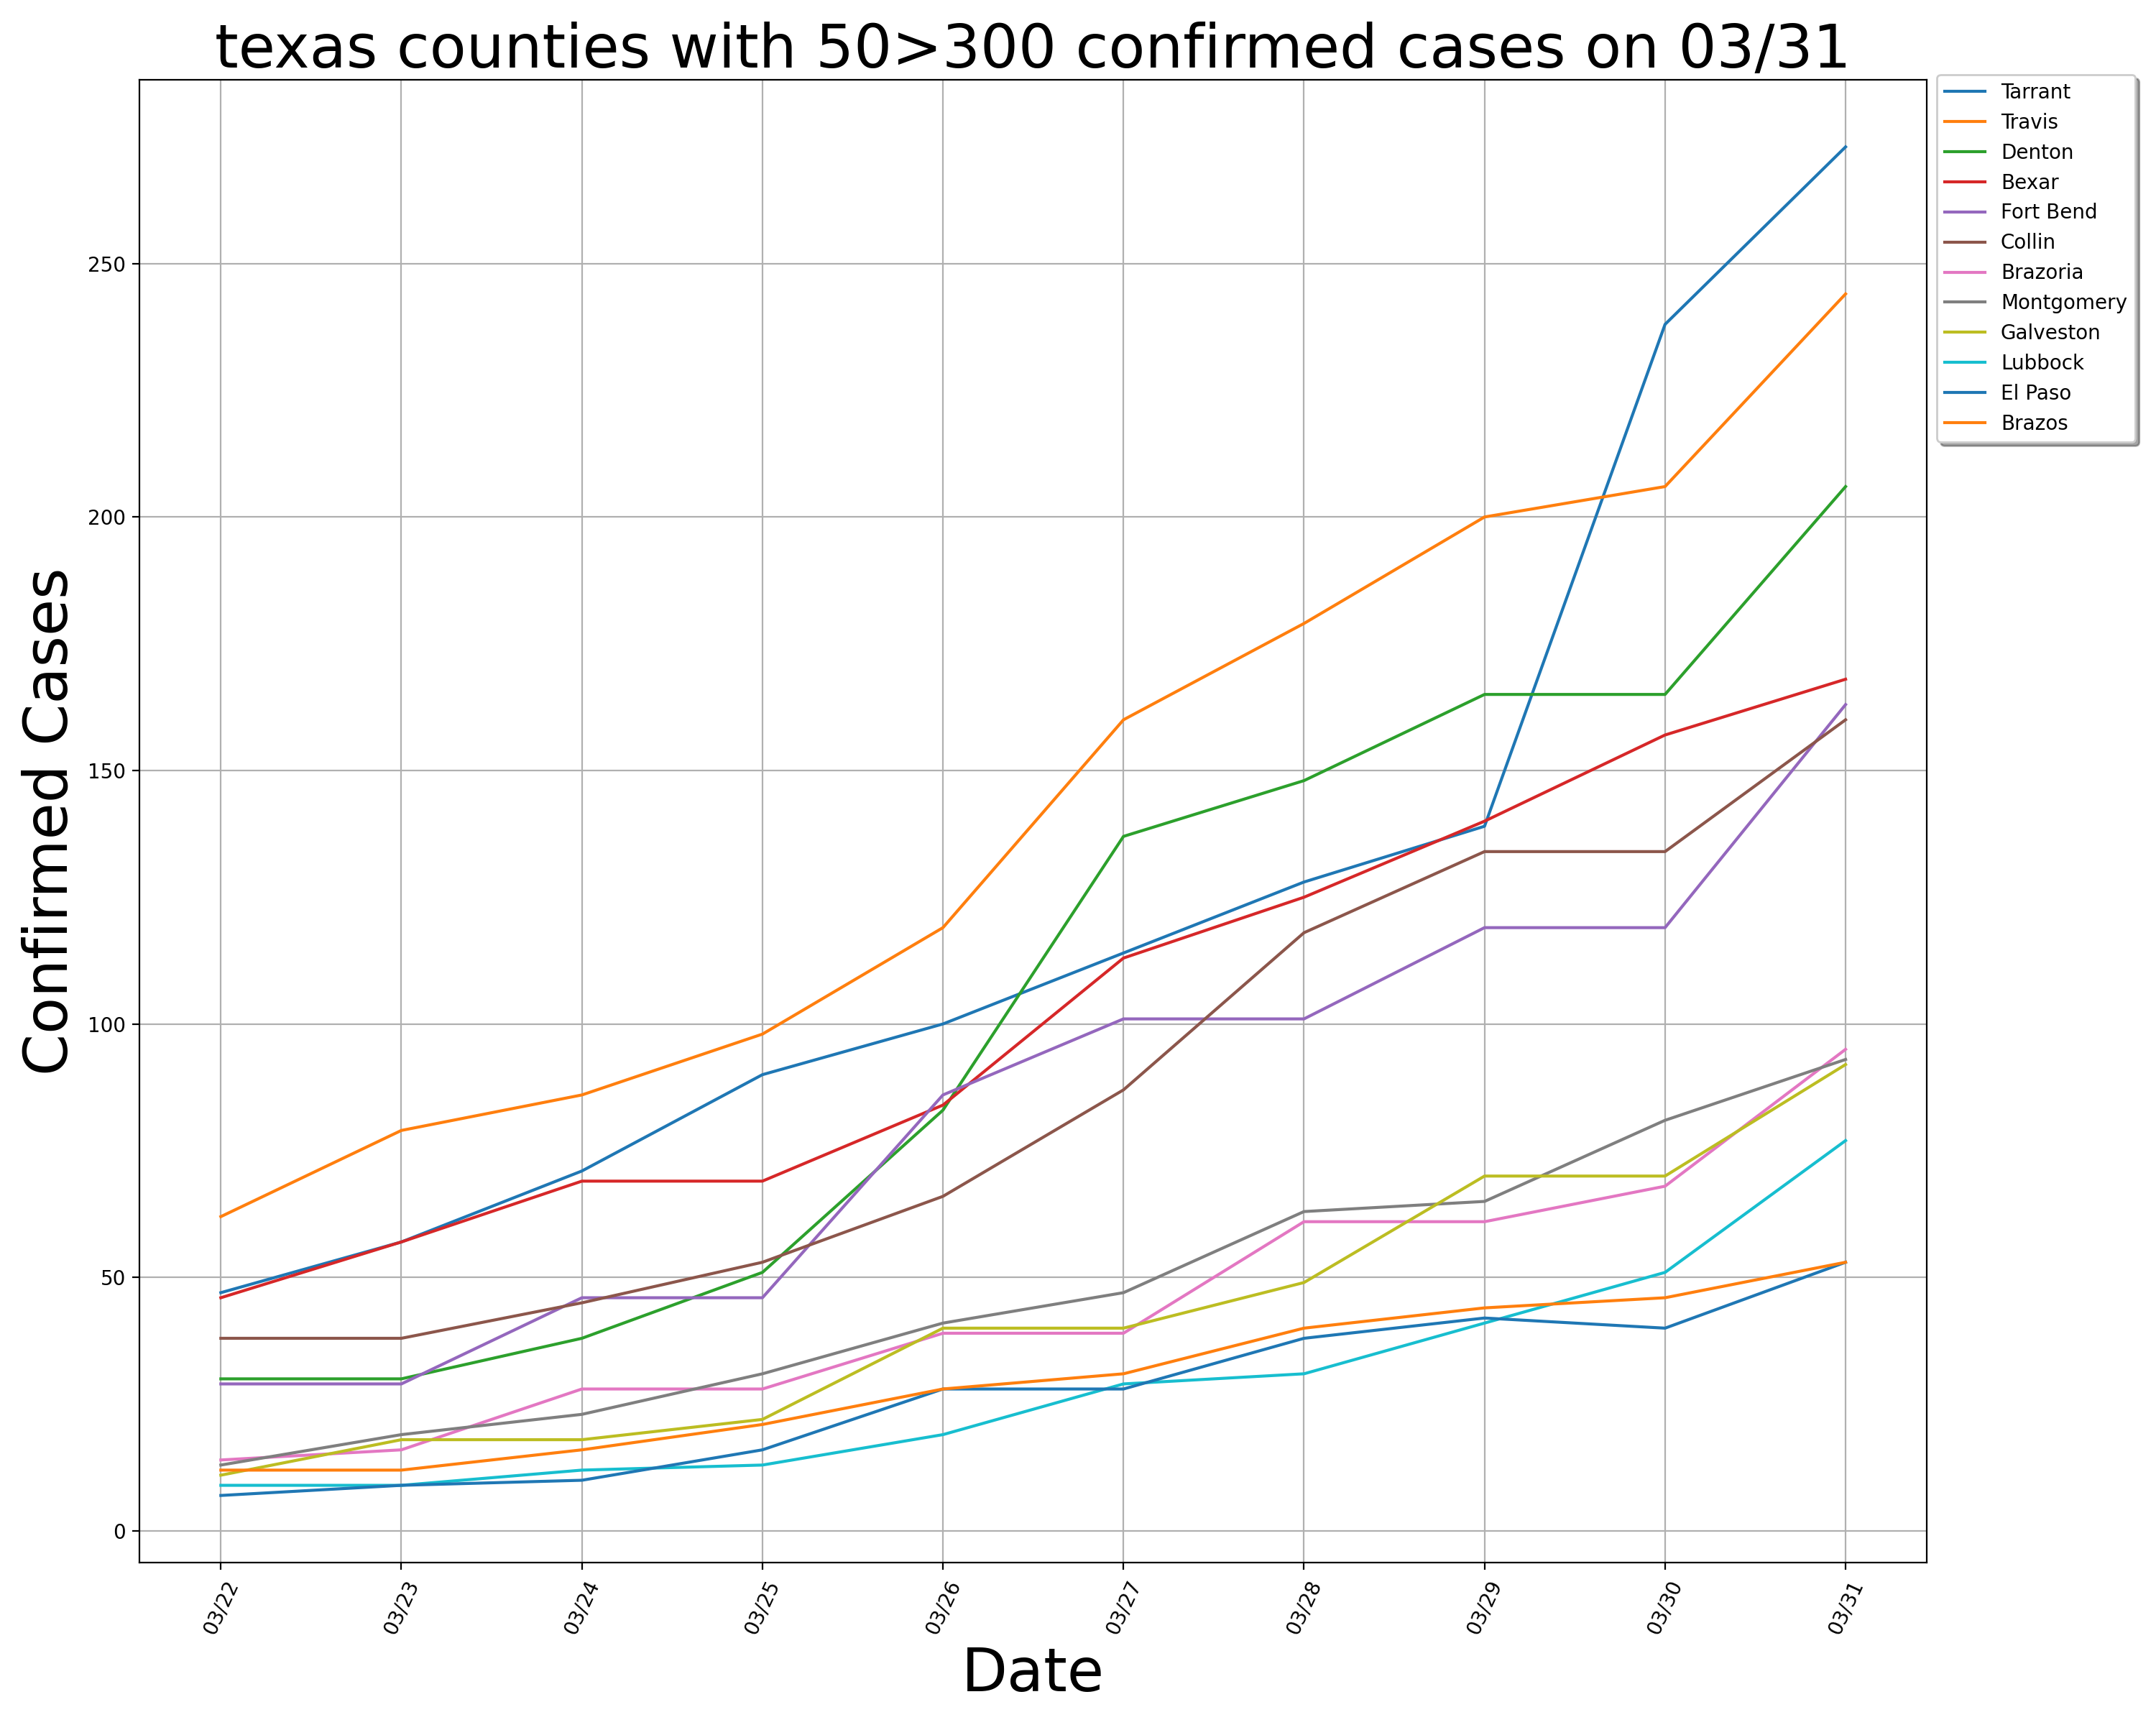 texas counties with 50>300 confirmed cases on 03/31
Tarrant
Travis
Denton
Bexar
Fort Bend
Collin
Brazoria
Montgomery
Galveston
Lubbock
El Paso
Brazos
Confirmed Cases
250
200
150
100
50
0
03/22
03/23
03/24
03/25
03/26
03/27
03/28
03/29
03/30
03/31
Date